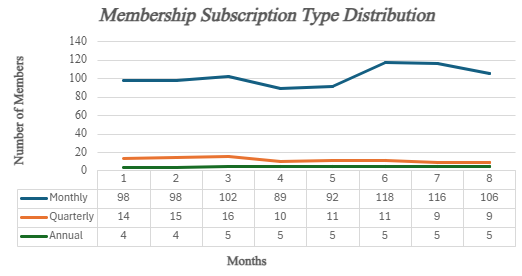 Membership Subscription Type Distribution
Number of Members
140
120
100
80
60
40
20
0
1 2 3 4 5 6 7 8
Monthly 98 98 102 89 92 118 116 106
Quarterly 14 15 16 10 11 11 9 9
Annual 4 4 5 5 5 5 5 5
Months